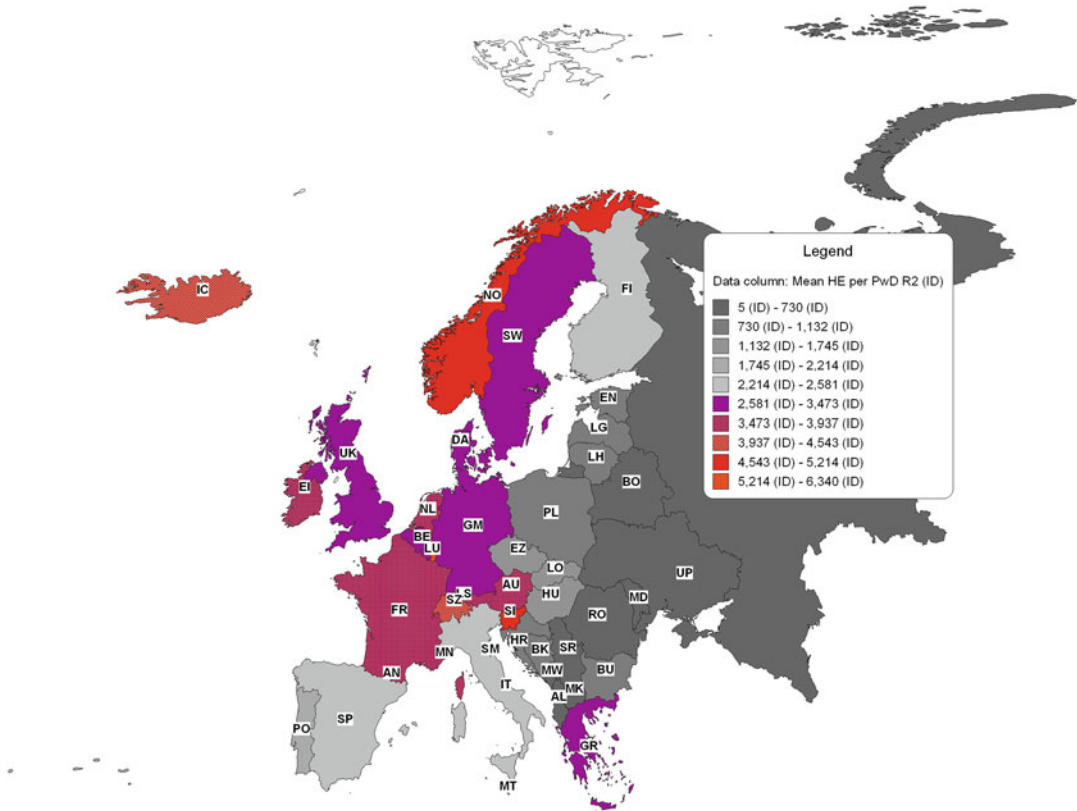 IC
NO
FI
SW
Legend
Data column: Mean HE per PwD R2 (ID)
5 (ID) - 730 (ID)
730 (ID) - 1,132 (ID)
1,132 (ID) - 1,745 (ID)
1,745 (ID) - 2,214 (ID)
2,214 (ID) - 2,581 (ID)
2,581 (ID) - 3,473 (ID)
3,473 (ID) - 3,937 (ID)
3,937 (ID) - 4,543 (ID)
4,543 (ID) - 5,214 (ID)
5,214 (ID) - 6,340 (ID)
EN
LG
DA
UK
LH
BO
EI
NL
PL
GM
BE
LU
EZ
LO
UP
AU
LS
SZ
HU
MD
FR
SI
RO
HR
MN
SM
BK
SR
AN
MW
BU
IT
MK
AL
SP
PO
GR
MT